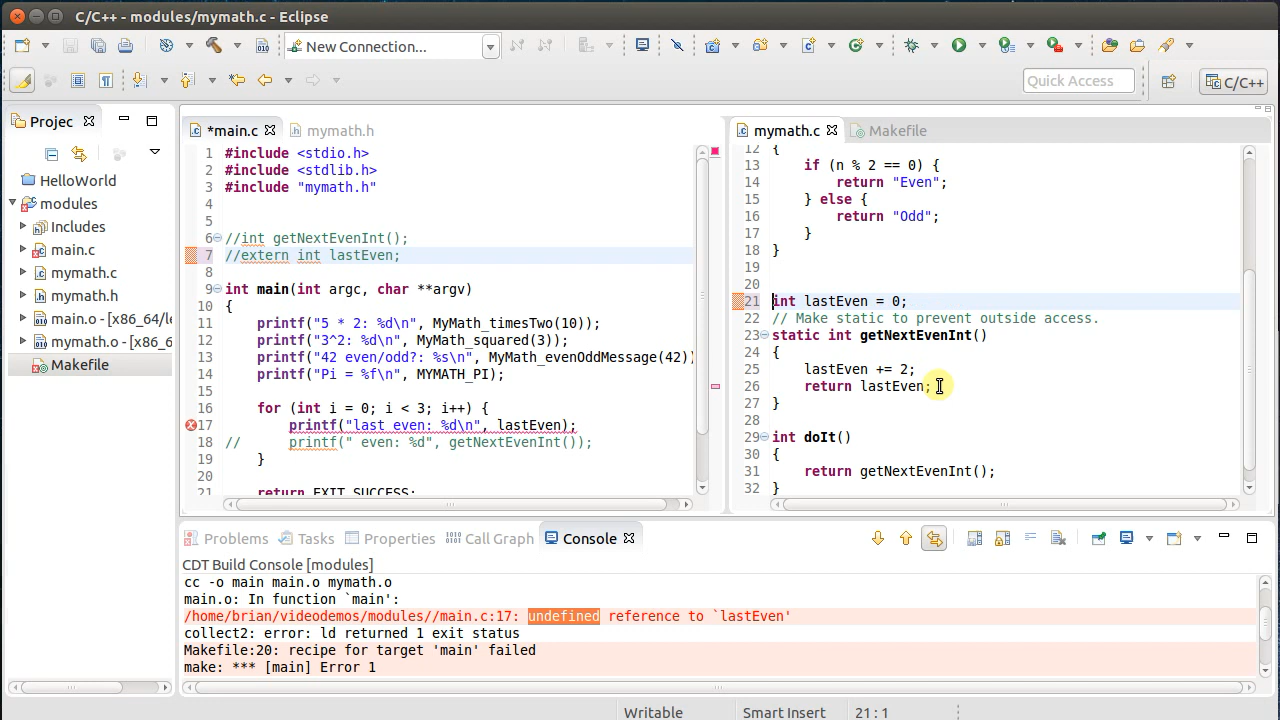 C/C++ - modules/mymath.c - Eclipse
New Connection...
Quick Access
C/C++
Projec
HelloWorld
modules
Includes
main.c
mymath.c
mymath.h
main.o - [x86_64/le
mymath.o - [x86_6
Makefile
*main.c
mymath.h
1 #include <stdio.h>
2 #include <stdlib.h>
3 #include "mymath.h"
4
5
6 //int getNextEvenInt();
7 //extern int lastEven;
8
9 int main(int argc, char **argv)
10 {
11     printf("5 * 2: %d\n", MyMath_timesTwo(10));
12     printf("3^2: %d\n", MyMath_squared(3));
13     printf("42 even/odd?: %s\n", MyMath_evenOddMessage(42))
14     printf("Pi = %f\n", MYMATH_PI);
15
16     for (int i = 0; i < 3; i++) {
17         printf("last even: %d\n", lastEven);
18 //      printf(" even: %d", getNextEvenInt());
19     }
20
21     return EXIT_SUCCESS;
mymath.c
Makefile
12 {
13     if (n % 2 == 0) {
14         return "Even";
15     } else {
16         return "Odd";
17     }
18 }
19
20
21 int lastEven = 0;
22 // Make static to prevent outside access.
23 static int getNextEvenInt()
24 {
25     lastEven += 2;
26     return lastEven;
27 }
28
29 int doIt()
30 {
31     return getNextEvenInt();
32 }
Problems
Tasks
Properties
Call Graph
Console
CDT Build Console [modules]
cc -o main main.o mymath.o
main.o: In function `main':
/home/brian/videodemos/modules//main.c:17: undefined reference to `lastEven'
collect2: error: ld returned 1 exit status
Makefile:20: recipe for target 'main' failed
make: *** [main] Error 1
Writable
Smart Insert
21 : 1